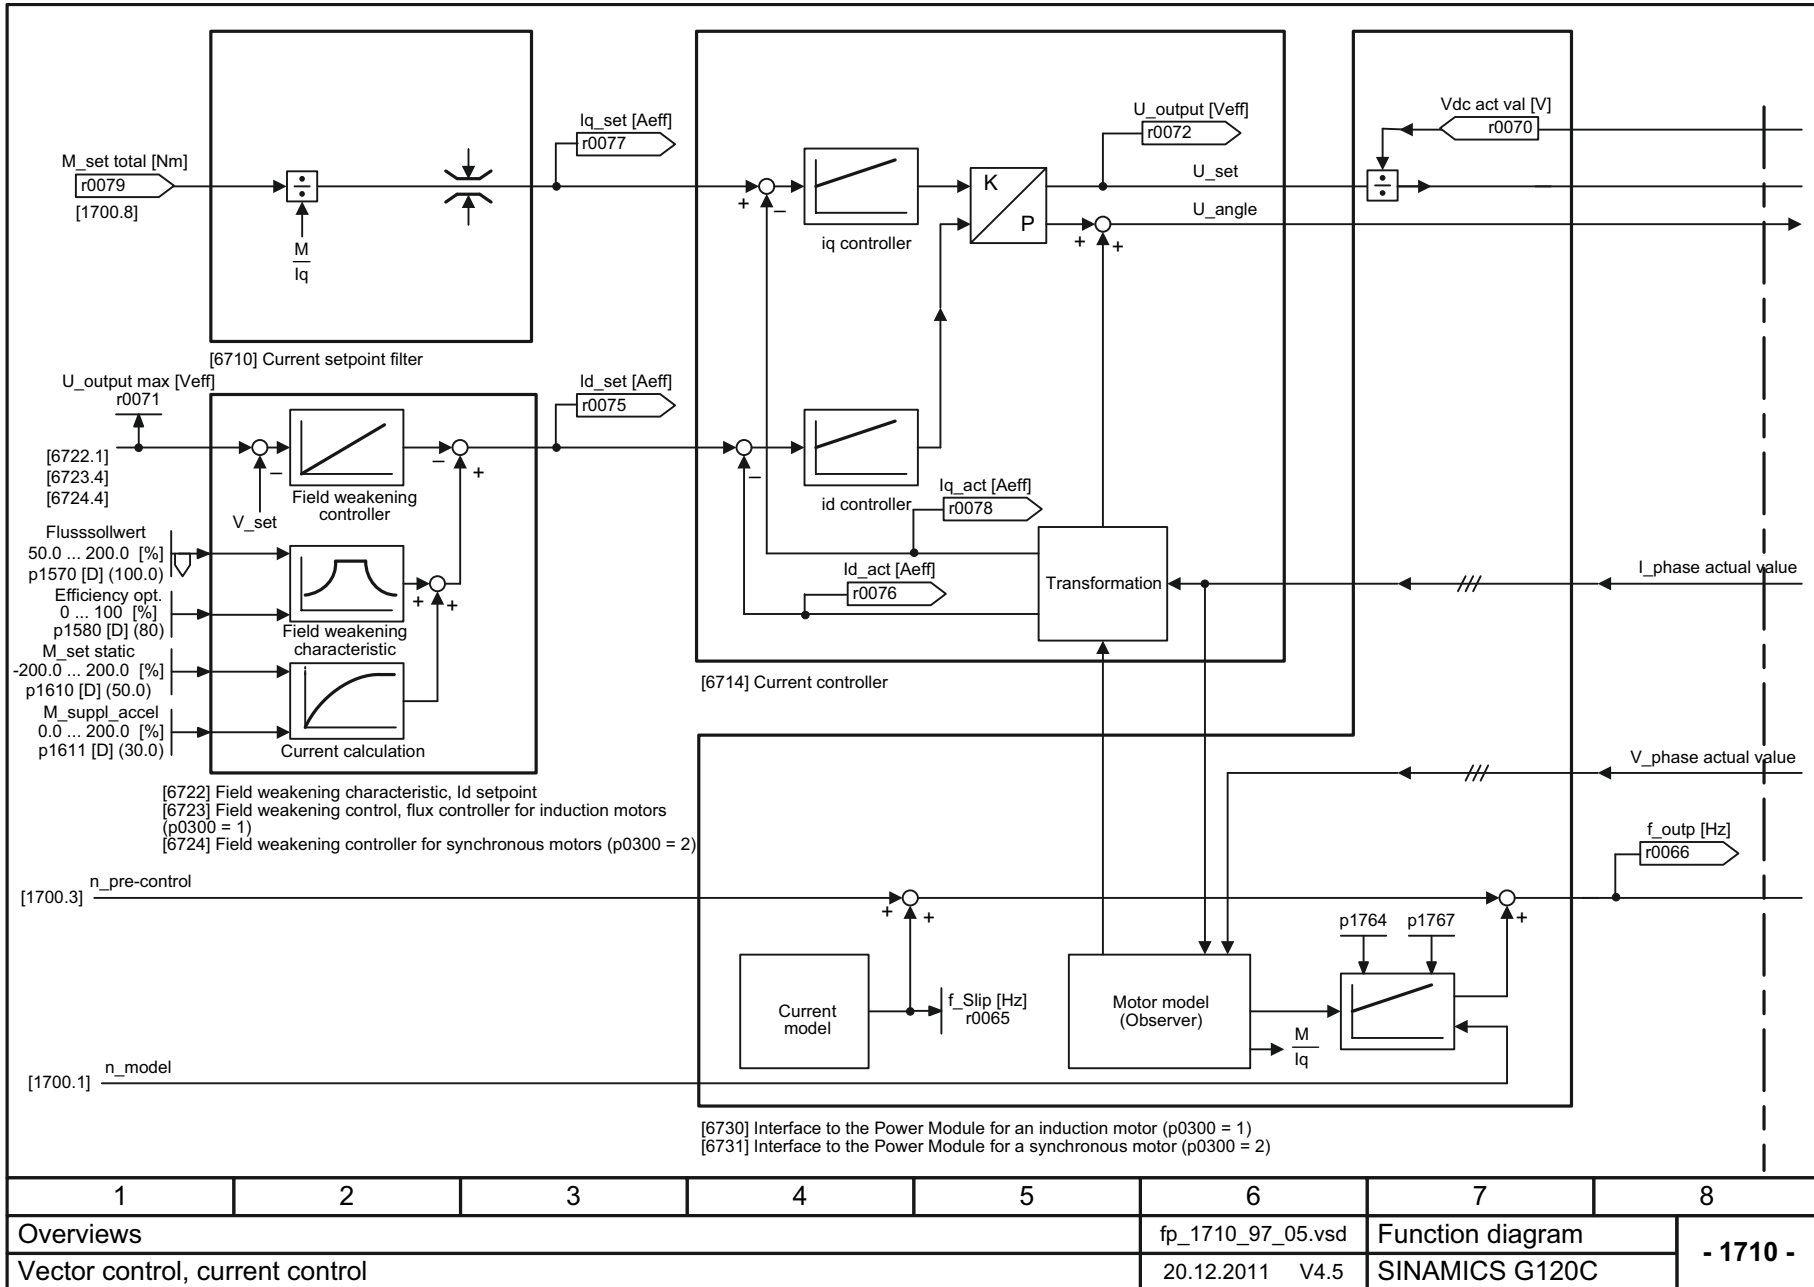 M_set total [Nm]
r0079
[1700.8]
÷
M
Iq
Iq_set [Aeff]
r0077
[6710] Current setpoint filter
U_output max [Veff]
r0071
[6722.1]
[6723.4]
[6724.4]
–
V_set
Field weakening
controller
–
+
Id_set [Aeff]
r0075
Flusssollwert
50.0 ... 200.0 [%]
p1570 [D] (100.0)
Efficiency opt.
0 ... 100 [%]
p1580 [D] (80)
M_set static
-200.0 ... 200.0 [%]
p1610 [D] (50.0)
M_suppl_accel
0.0 ... 200.0 [%]
p1611 [D] (30.0)
Field weakening
characteristic
+
+
Current calculation
[6722] Field weakening characteristic, Id setpoint
[6723] Field weakening control, flux controller for induction motors
(p0300 = 1)
[6724] Field weakening controller for synchronous motors (p0300 = 2)
+
–
iq controller
K
P
U_output [Veff]
r0072
U_set
U_angle
+
+
Vdc act val [V]
r0070
÷
–
id controller
Iq_act [Aeff]
r0078
Id_act [Aeff]
r0076
Transformation
I_phase actual value
[6714] Current controller
V_phase actual value
f_outp [Hz]
r0066
[1700.3]
n_pre-control
+
+
+
p1764
p1767
Current
model
f_Slip [Hz]
r0065
Motor model
(Observer)
M
Iq
[1700.1]
n_model
[6730] Interface to the Power Module for an induction motor (p0300 = 1)
[6731] Interface to the Power Module for a synchronous motor (p0300 = 2)
1 2 3 4 5 6 7 8
Overviews
fp_1710_97_05.vsd
Function diagram
- 1710 -
Vector control, current control
20.12.2011 V4.5
SINAMICS G120C